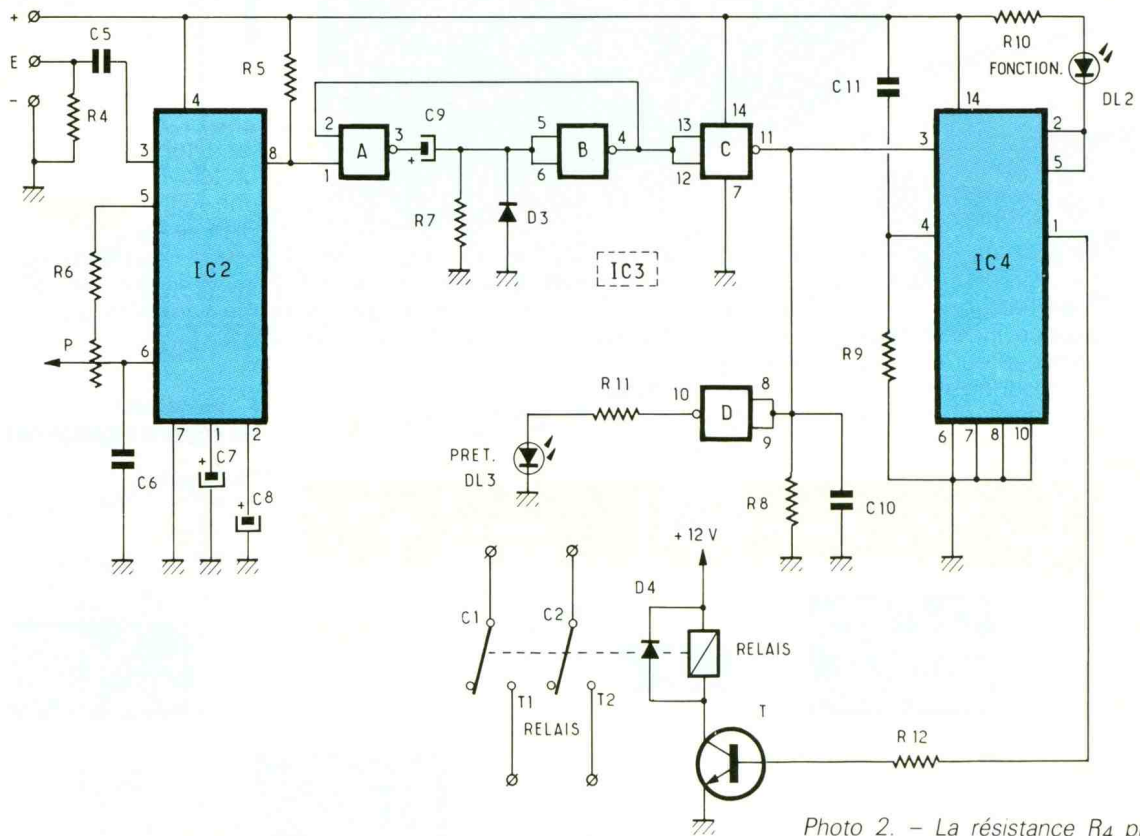 +
E
-
C5
R4
R5
4
3
8
5
6
7
1
2
IC2
R6
P
C6
+
C7
+
C8
2
1
A
3
C9
+
R7
D3
5
6
B
4
13
12
C
14
11
7
IC3
C11
R10
FONCTION.
DL2
14
3
4
2
5
1
IC4
R9
6
7
8
10
R11
10
D
8
9
PRET.
DL3
R8
C10
+12V
D4
C1
C2
RELAIS
T1
T2
RELAIS
T
R12
Photo 2. – La résistance R4 p